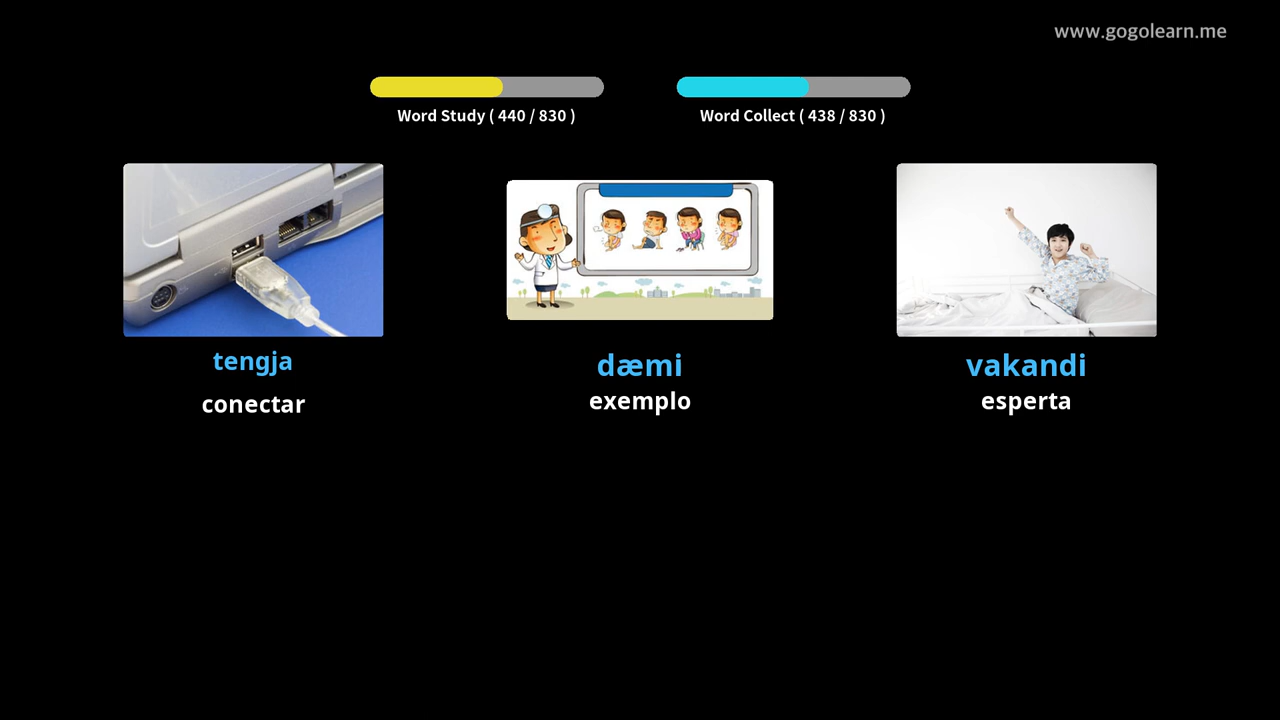 www.gogolearn.me
Word Study ( 440 / 830 )
Word Collect ( 438 / 830 )
tengja
conectar
dæmi
exemplo
vakandi
esperta